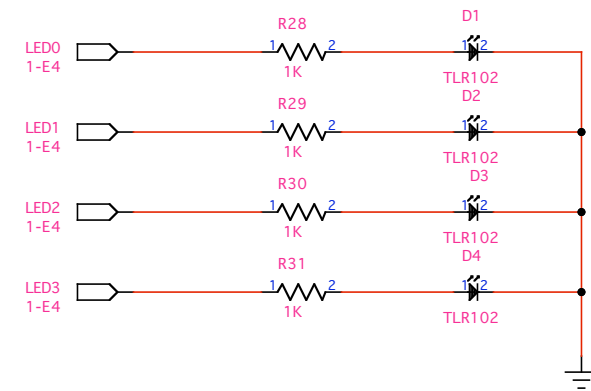 D1
R28
LED0
1-E4
1
2
1
2
1K
TLR102
D2
R29
LED1
1-E4
1
2
1
2
1K
TLR102
D3
R30
LED2
1-E4
1
2
1
2
1K
TLR102
D4
R31
LED3
1-E4
1
2
1
2
1K
TLR102